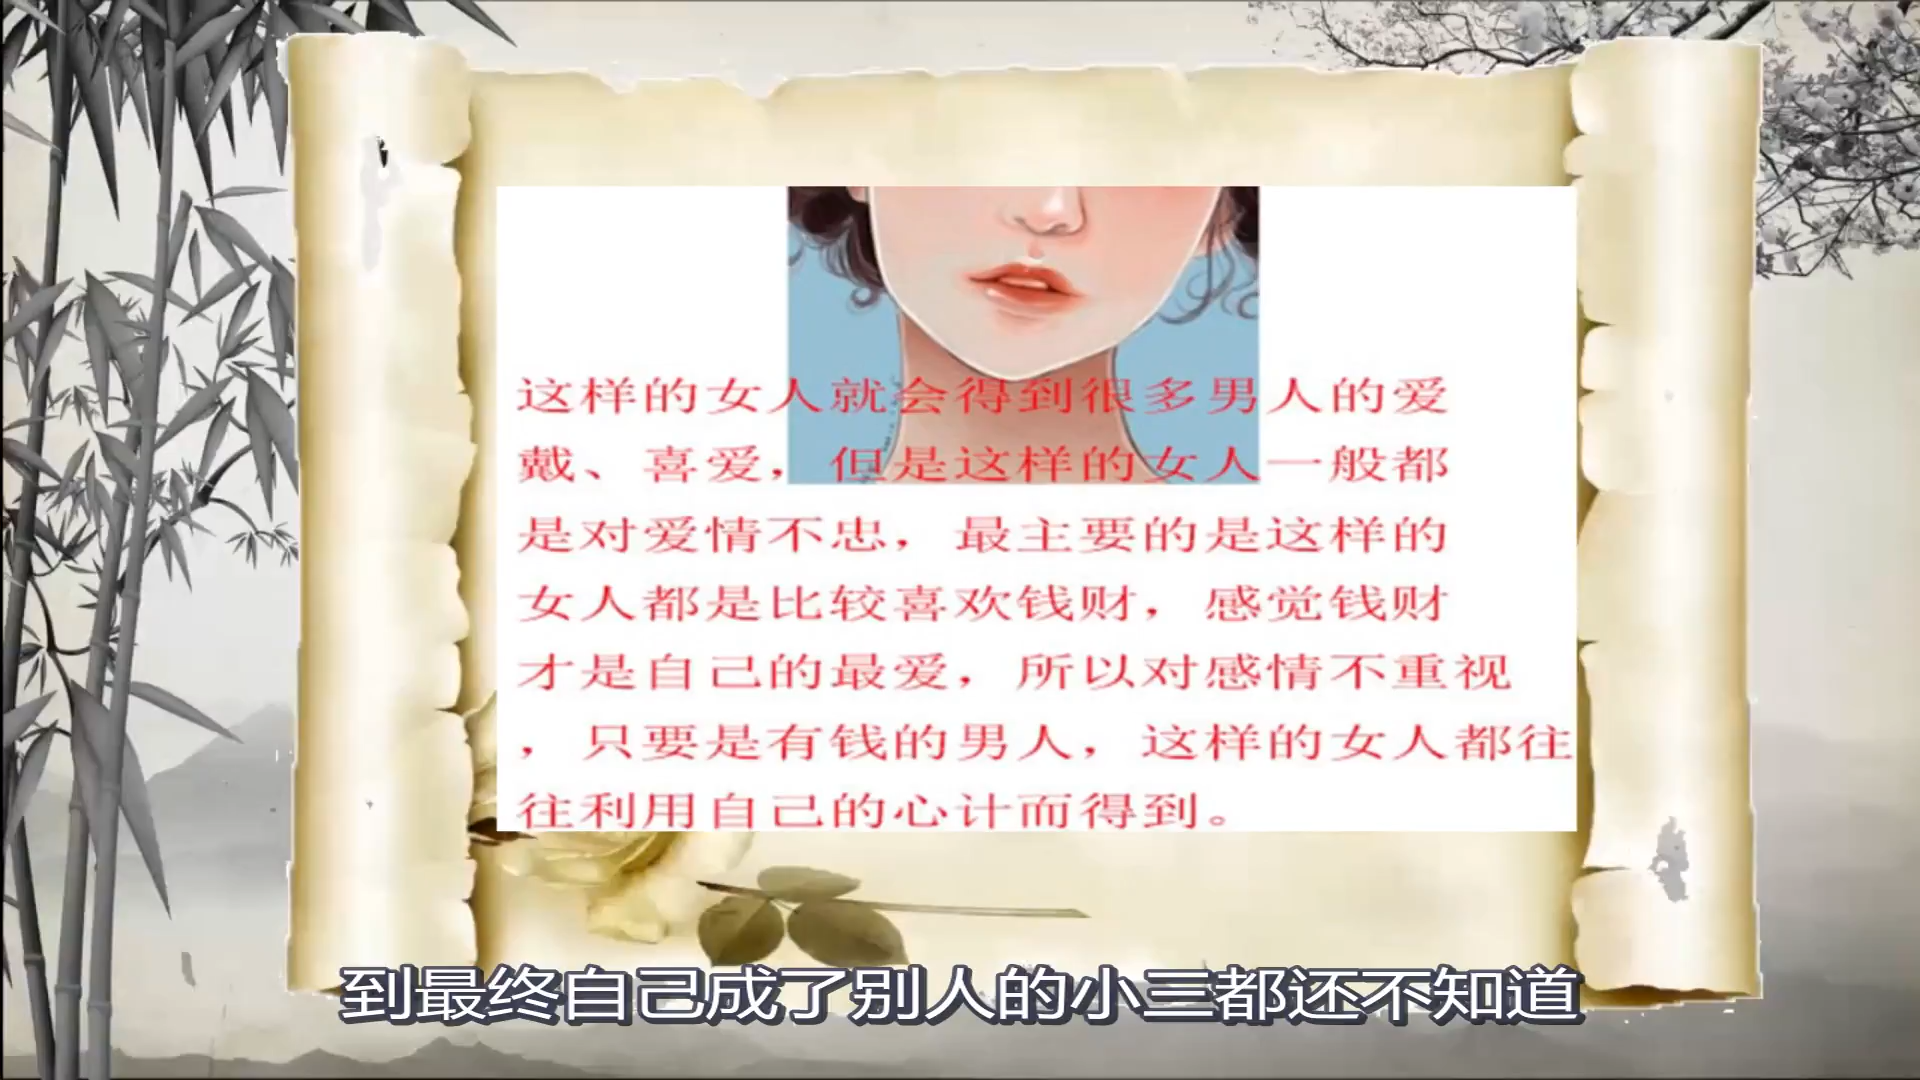 这样的女人就会得到很多男人的爱
戴、喜爱，但是这样的女人一般都
是对爱情不忠，最主要的是这样的
女人都是比较喜欢钱财，感觉钱财
才是自己的最爱，所以对感情不重视
，只要是有钱的男人，这样的女人都往
往利用自己的心计而得到。
到最终自己成了别人的小三都还不知道